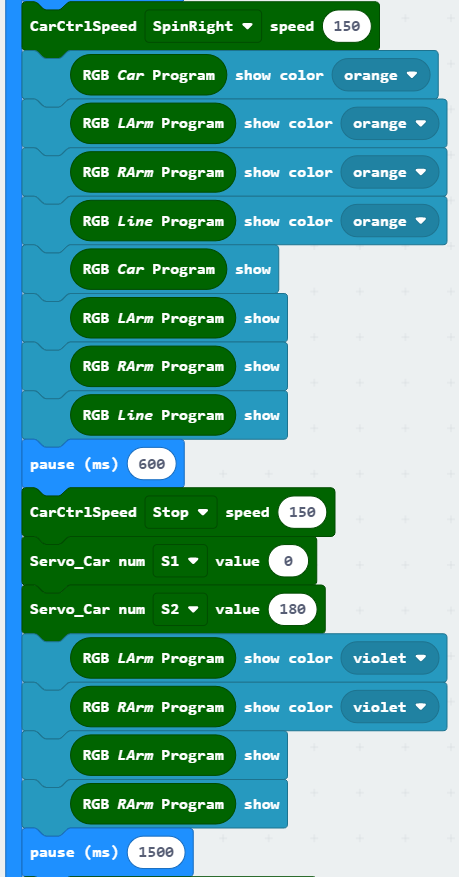 CarCtrlSpeed SpinRight speed 150
RGB Car Program show color orange
RGB LArm Program show color orange
RGB RArm Program show color orange
RGB Line Program show color orange
RGB Car Program show
RGB LArm Program show
RGB RArm Program show
RGB Line Program show
pause (ms) 600
CarCtrlSpeed Stop speed 150
Servo_Car num S1 value 0
Servo_Car num S2 value 180
RGB LArm Program show color violet
RGB RArm Program show color violet
RGB LArm Program show
RGB RArm Program show
pause (ms) 1500